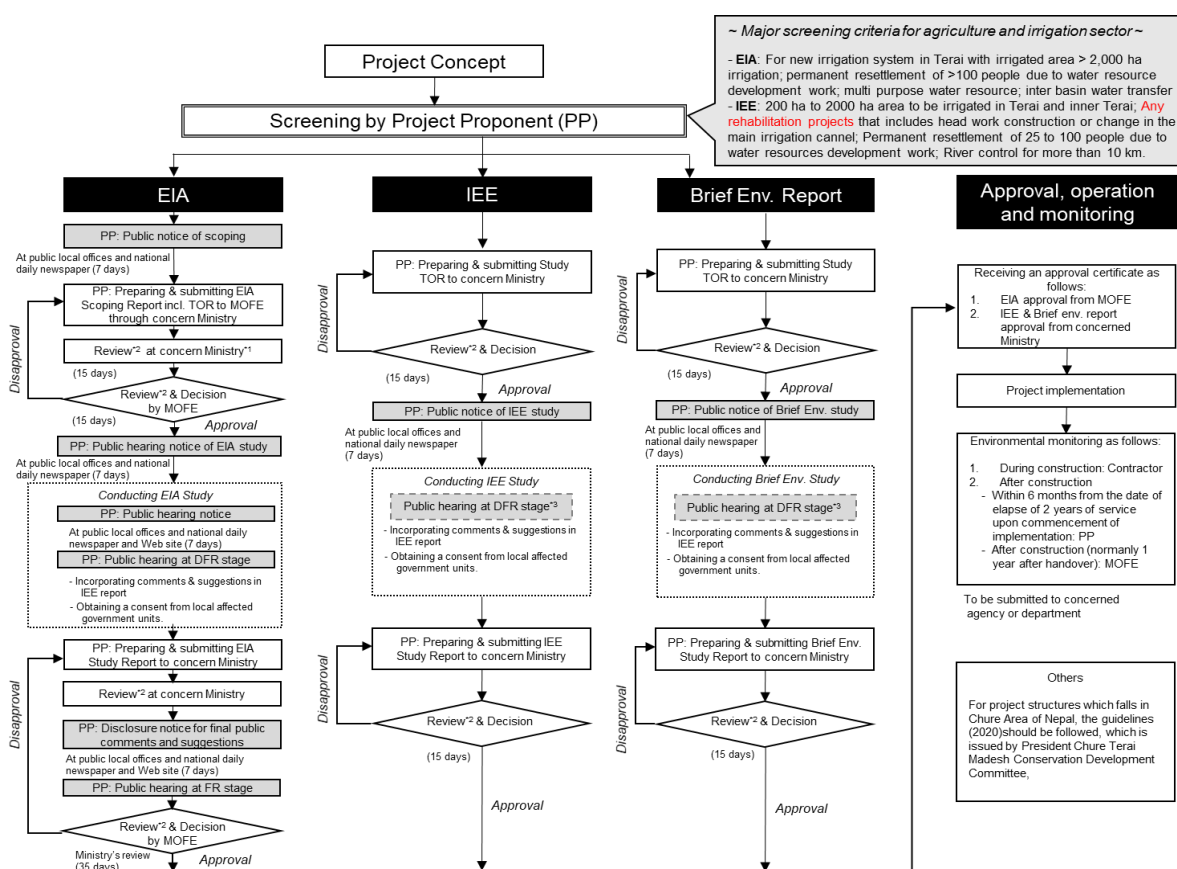 Project Concept
Screening by Project Proponent (PP)
~ Major screening criteria for agriculture and irrigation sector ~
- EIA: For new irrigation system in Terai with irrigated area > 2,000 ha
irrigation; permanent resettlement of >100 people due to water resource
development work; multi purpose water resource; inter basin water transfer
- IEE: 200 ha to 2000 ha area to be irrigated in Terai and inner Terai; Any
rehabilitation projects that includes head work construction or change in the
main irrigation cannel; Permanent resettlement of 25 to 100 people due to
water resources development work; River control for more than 10 km.
EIA
PP: Public notice of scoping
At public local offices and national
daily newspaper (7 days)
PP: Preparing & submitting EIA
Scoping Report incl. TOR to MOFE
through concern Ministry
Review*2 at concern Ministry*1
(15 days)
Review*2 & Decision
by MOFE
(15 days)
Disapproval
Approval
PP: Public hearing notice of EIA study
At public local offices and national
daily newspaper (7 days)
Conducting EIA Study
PP: Public hearing notice
At public local offices and national daily
newspaper and Web site (7 days)
PP: Public hearing at DFR stage
- Incorporating comments & suggestions in
IEE report
- Obtaining a consent from local affected
government units.
PP: Preparing & submitting EIA
Study Report to concern Ministry
Review*2 at concern Ministry
Disapproval
PP: Disclosure notice for final public
comments and suggestions
At public local offices and national daily
newspaper and Web site (7 days)
PP: Public hearing at FR stage
Review*2 & Decision
by MOFE
Ministry's review
(35 days)
Approval
IEE
PP: Preparing & submitting Study
TOR to concern Ministry
Disapproval
Review*2 & Decision
(15 days)
Approval
PP: Public notice of IEE study
At public local offices and
national daily newspaper
(7 days)
Conducting IEE Study
Public hearing at DFR stage*3
- Incorporating comments & suggestions in
IEE report
- Obtaining a consent from local affected
government units.
PP: Preparing & submitting IEE
Study Report to concern Ministry
Disapproval
Review*2 & Decision
(15 days)
Approval
Brief Env. Report
PP: Preparing & submitting Study
TOR to concern Ministry
Disapproval
Review*2 & Decision
(15 days)
Approval
PP: Public notice of Brief Env. study
At public local offices and
national daily newspaper
(7 days)
Conducting Brief Env. Study
Public hearing at DFR stage*3
- Incorporating comments & suggestions in
IEE report
- Obtaining a consent from local affected
government units.
PP: Preparing & submitting Brief Env.
Study Report to concern Ministry
Disapproval
Review*2 & Decision
(15 days)
Approval
Approval, operation
and monitoring
Receiving an approval certificate as
follows:
1. EIA approval from MOFE
2. IEE & Brief env. report
approval from concerned
Ministry
Project implementation
Environmental monitoring as follows:
1. During construction: Contractor
2. After construction
- Within 6 months from the date of
elapse of 2 years of service
upon commencement of
implementation: PP
- After construction (normanly 1
year after handover): MOFE
To be submitted to concerned
agency or department
Others
For project structures which falls in
Chure Area of Nepal, the guidelines
(2020)should be followed, which is
issued by President Chure Terai
Madesh Conservation Development
Committee,